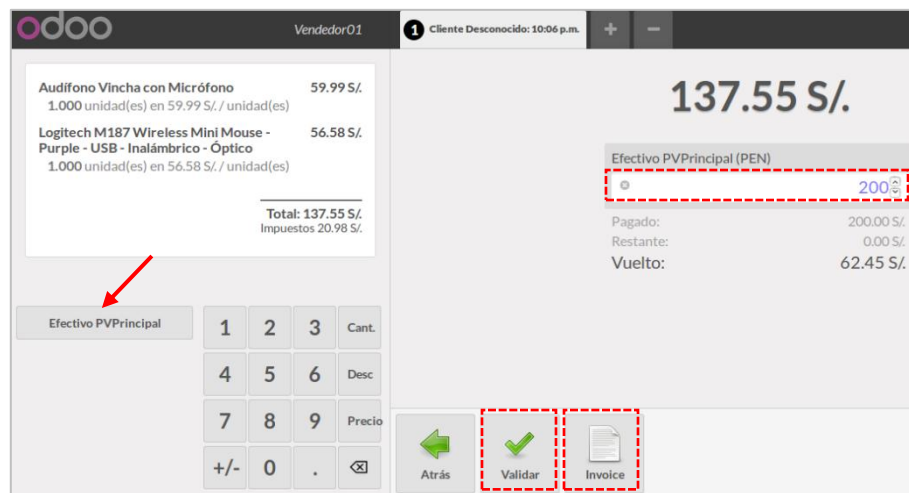 odoo
Vendedor01
1 Cliente Desconocido: 10:06 p.m.
+ −
Audífono Vincha con Micrófono 59.99 S/.
1.000 unidad(es) en 59.99 S/. / unidad(es)
Logitech M187 Wireless Mini Mouse - 56.58 S/.
Purple - USB - Inalámbrico - Óptico
1.000 unidad(es) en 56.58 S/. / unidad(es)
Total: 137.55 S/.
Impuestos 20.98 S/.
Efectivo PVPrincipal
1 2 3 Cant.
4 5 6 Desc
7 8 9 Precio
+/- 0 .
137.55 S/.
Efectivo PVPrincipal (PEN)
200
Pagado: 200.00 S/.
Restante: 0.00 S/.
Vuelto: 62.45 S/.
Atrás Validar Invoice